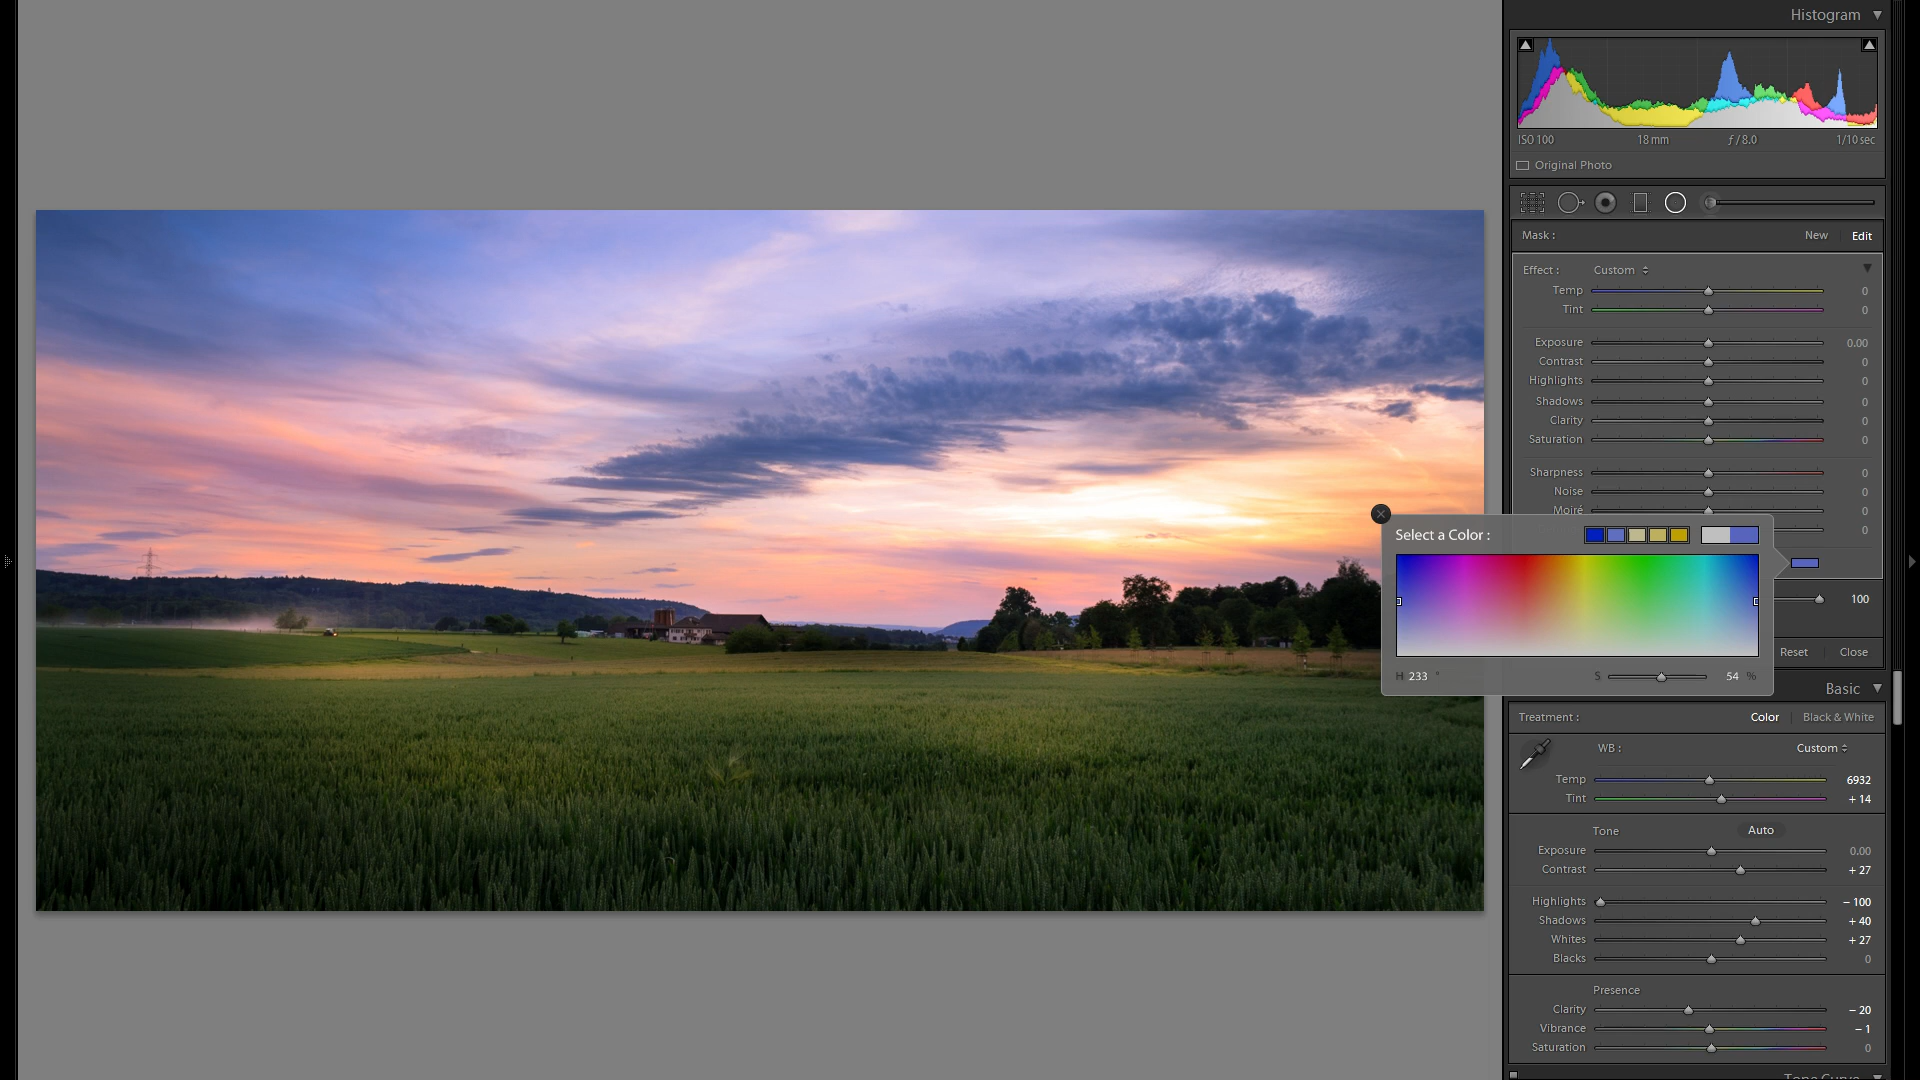 Histogram
ISO 100 18 mm ƒ / 8.0 1/10 sec
Original Photo
Mask : New Edit
Effect : Custom
Temp 0
Tint 0
Exposure 0.00
Contrast 0
Highlights 0
Shadows 0
Clarity 0
Saturation 0
Sharpness 0
Noise 0
Moiré
0
Select a Color :
100
H 233 ° S 54 %
Reset Close
Basic
Treatment : Color Black & White
WB : Custom
Temp 6932
Tint + 14
Tone Auto
Exposure 0.00
Contrast + 27
Highlights − 100
Shadows + 40
Whites + 27
Blacks 0
Presence
Clarity − 20
Vibrance − 1
Saturation 0
Tone Curve